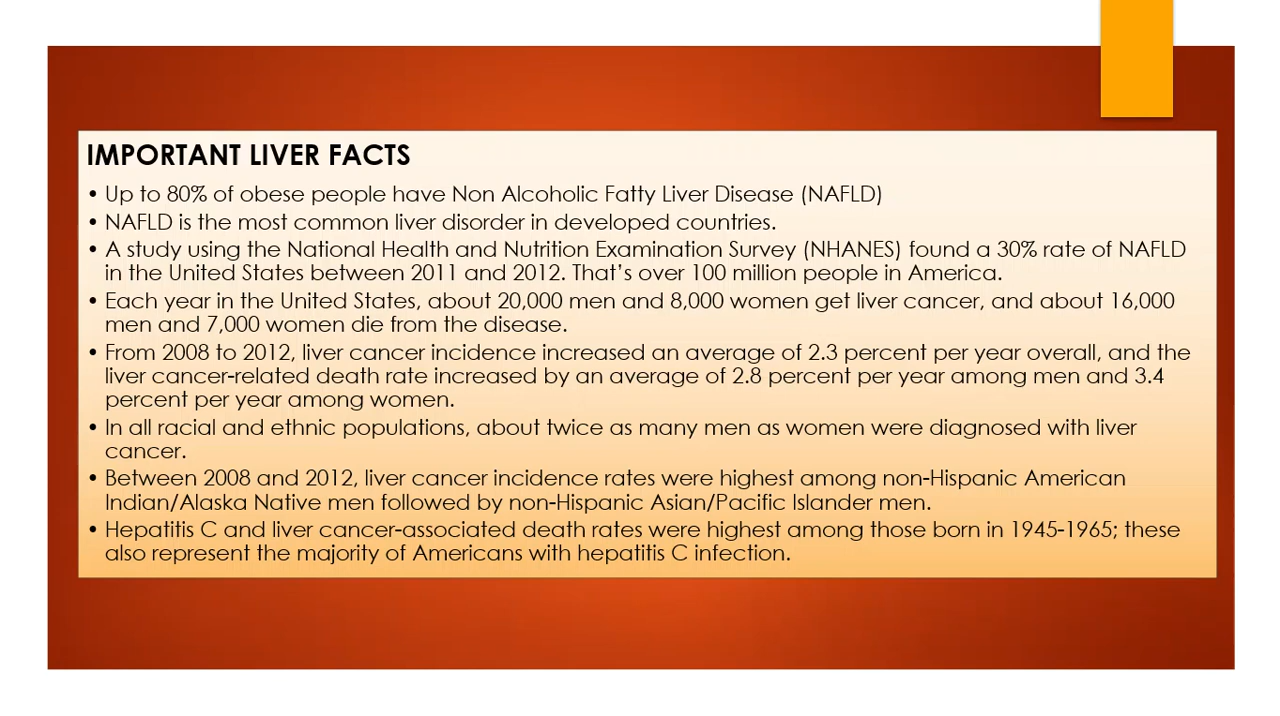 IMPORTANT LIVER FACTS
• Up to 80% of obese people have Non Alcoholic Fatty Liver Disease (NAFLD)
• NAFLD is the most common liver disorder in developed countries.
• A study using the National Health and Nutrition Examination Survey (NHANES) found a 30% rate of NAFLD
in the United States between 2011 and 2012. That’s over 100 million people in America.
• Each year in the United States, about 20,000 men and 8,000 women get liver cancer, and about 16,000
men and 7,000 women die from the disease.
• From 2008 to 2012, liver cancer incidence increased an average of 2.3 percent per year overall, and the
liver cancer-related death rate increased by an average of 2.8 percent per year among men and 3.4
percent per year among women.
• In all racial and ethnic populations, about twice as many men as women were diagnosed with liver
cancer.
• Between 2008 and 2012, liver cancer incidence rates were highest among non-Hispanic American
Indian/Alaska Native men followed by non-Hispanic Asian/Pacific Islander men.
• Hepatitis C and liver cancer-associated death rates were highest among those born in 1945-1965; these
also represent the majority of Americans with hepatitis C infection.